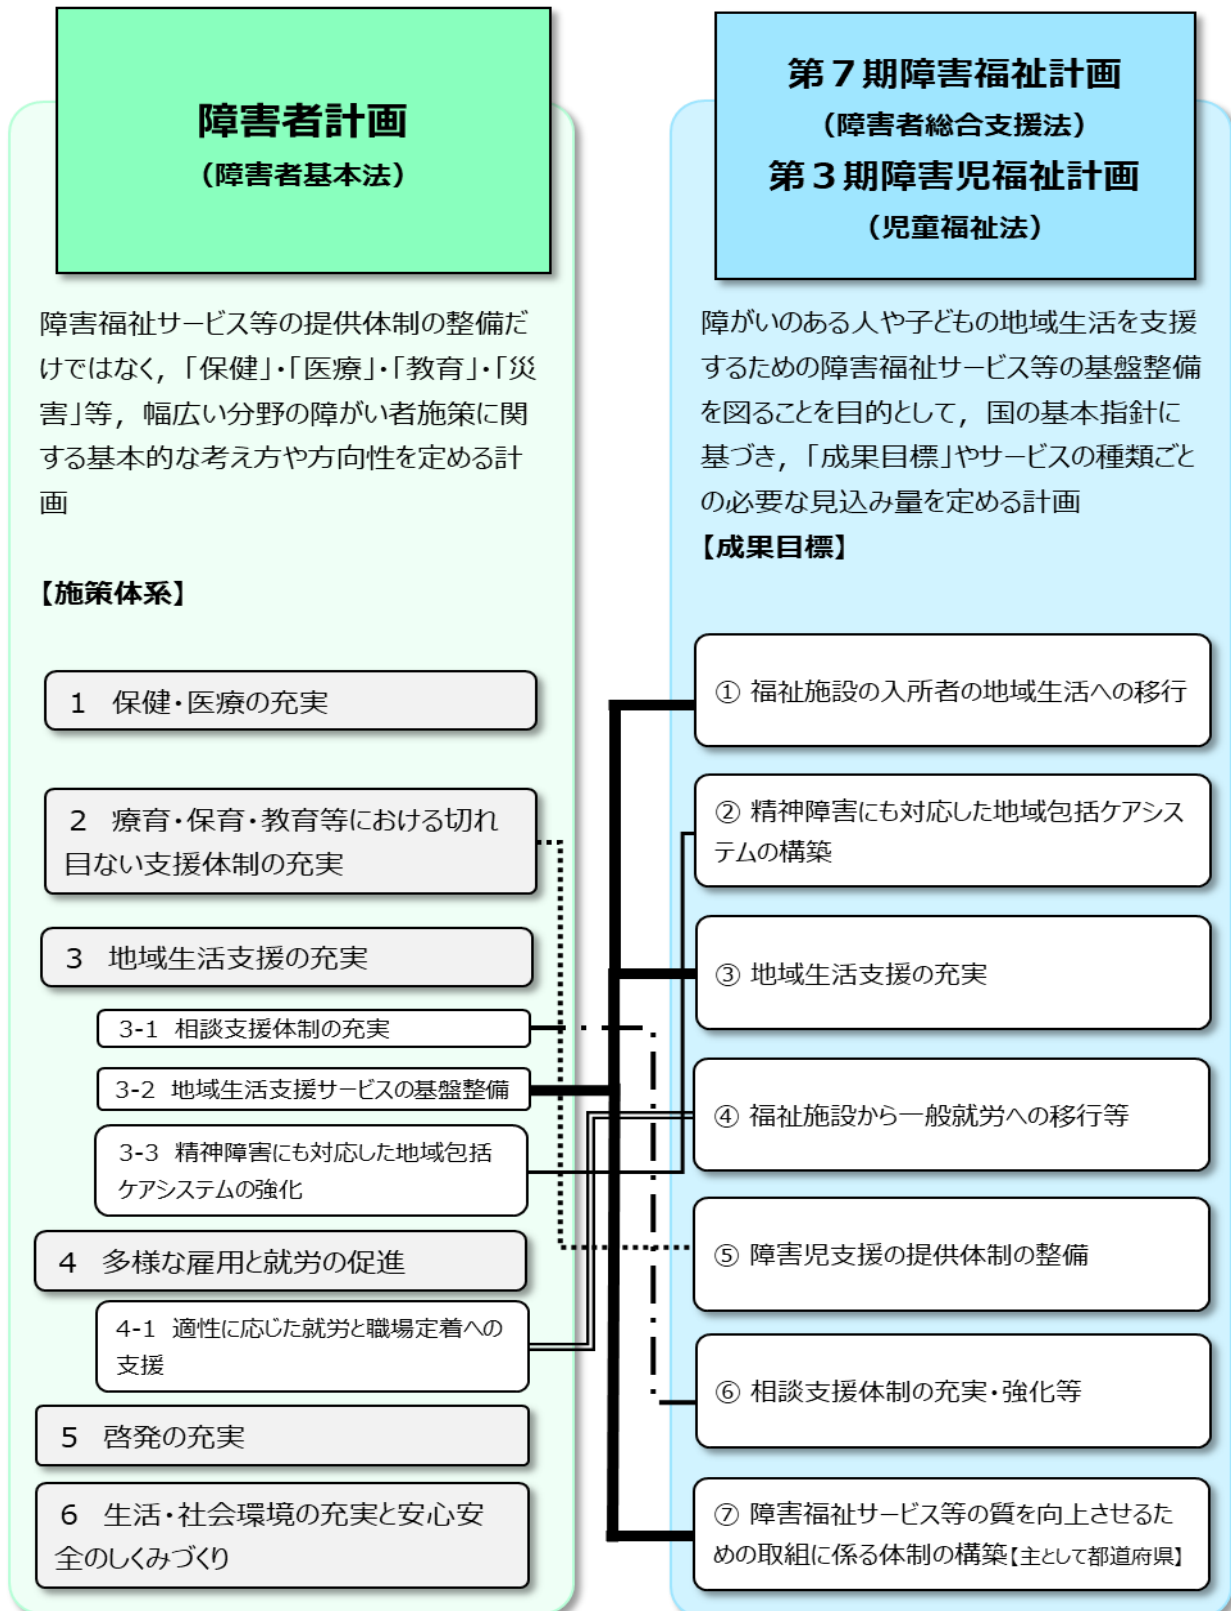 障害者計画
（障害者基本法）
障害福祉サービス等の提供体制の整備だ
けではなく，「保健」・「医療」・「教育」・「災
害」等，幅広い分野の障がい者施策に関
する基本的な考え方や方向性を定める計
画
【施策体系】
1 保健・医療の充実
2 療育・保育・教育等における切れ
目ない支援体制の充実
3 地域生活支援の充実
3-1 相談支援体制の充実
3-2 地域生活支援サービスの基盤整備
3-3 精神障害にも対応した地域包括
ケアシステムの強化
4 多様な雇用と就労の促進
4-1 適性に応じた就労と職場定着への
支援
5 啓発の充実
6 生活・社会環境の充実と安心安
全のしくみづくり
第７期障害福祉計画
（障害者総合支援法）
第３期障害児福祉計画
（児童福祉法）
障がいのある人や子どもの地域生活を支援
するための障害福祉サービス等の基盤整備
を図ることを目的として，国の基本指針に
基づき，「成果目標」やサービスの種類ごと
の必要な見込み量を定める計画
【成果目標】
① 福祉施設の入所者の地域生活への移行
② 精神障害にも対応した地域包括ケアシス
テムの構築
③ 地域生活支援の充実
④ 福祉施設から一般就労への移行等
⑤ 障害児支援の提供体制の整備
⑥ 相談支援体制の充実・強化等
⑦ 障害福祉サービス等の質を向上させるた
めの取組に係る体制の構築【主として都道府県】